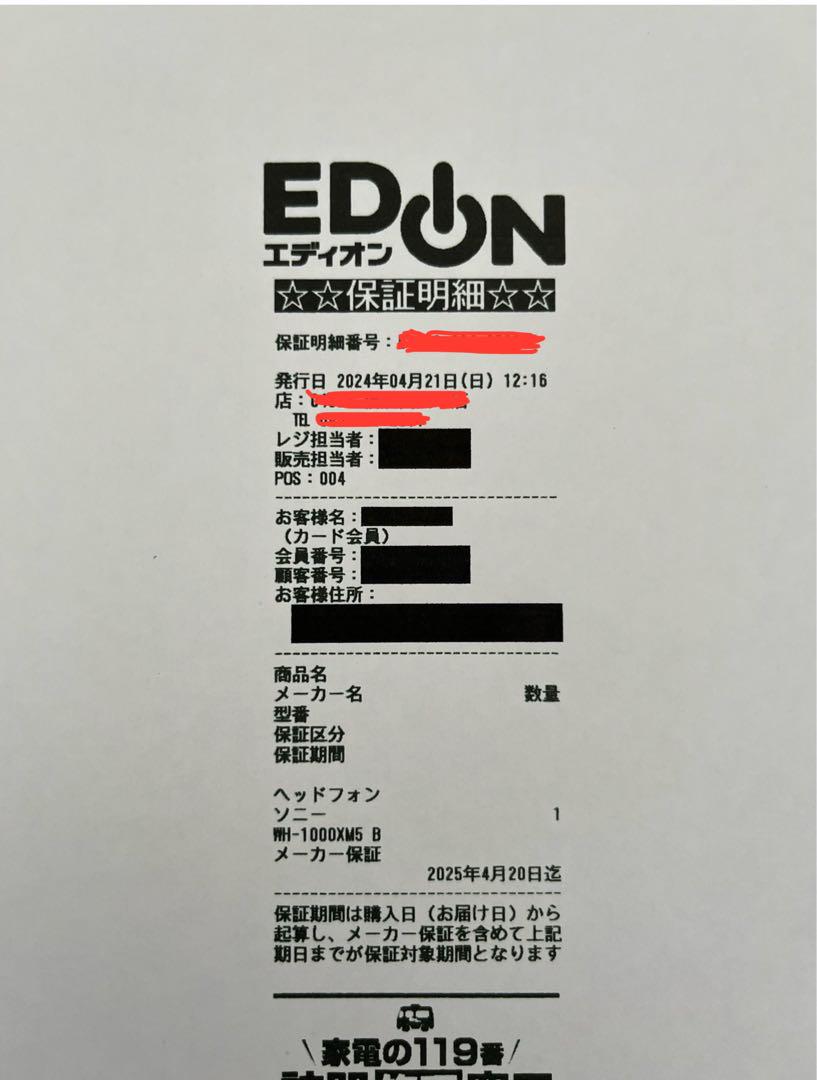 EDION
エディオン
☆☆保証明細☆☆
保証明細番号：
発行日 2024年04月21日(日) 12:16
店：
TEL
レジ担当者：
販売担当者：
POS：004
お客様名：
（カード会員）
会員番号：
顧客番号：
お客様住所：
商品名
メーカー名 数量
型番
保証区分
保証期間
ヘッドフォン
ソニー 1
WH-1000XM5 B
メーカー保証
2025年4月20日迄
保証期間は購入日（お届け日）から
起算し、メーカー保証を含めて上記
期日までが保証対象期間となります
\家電の119番/